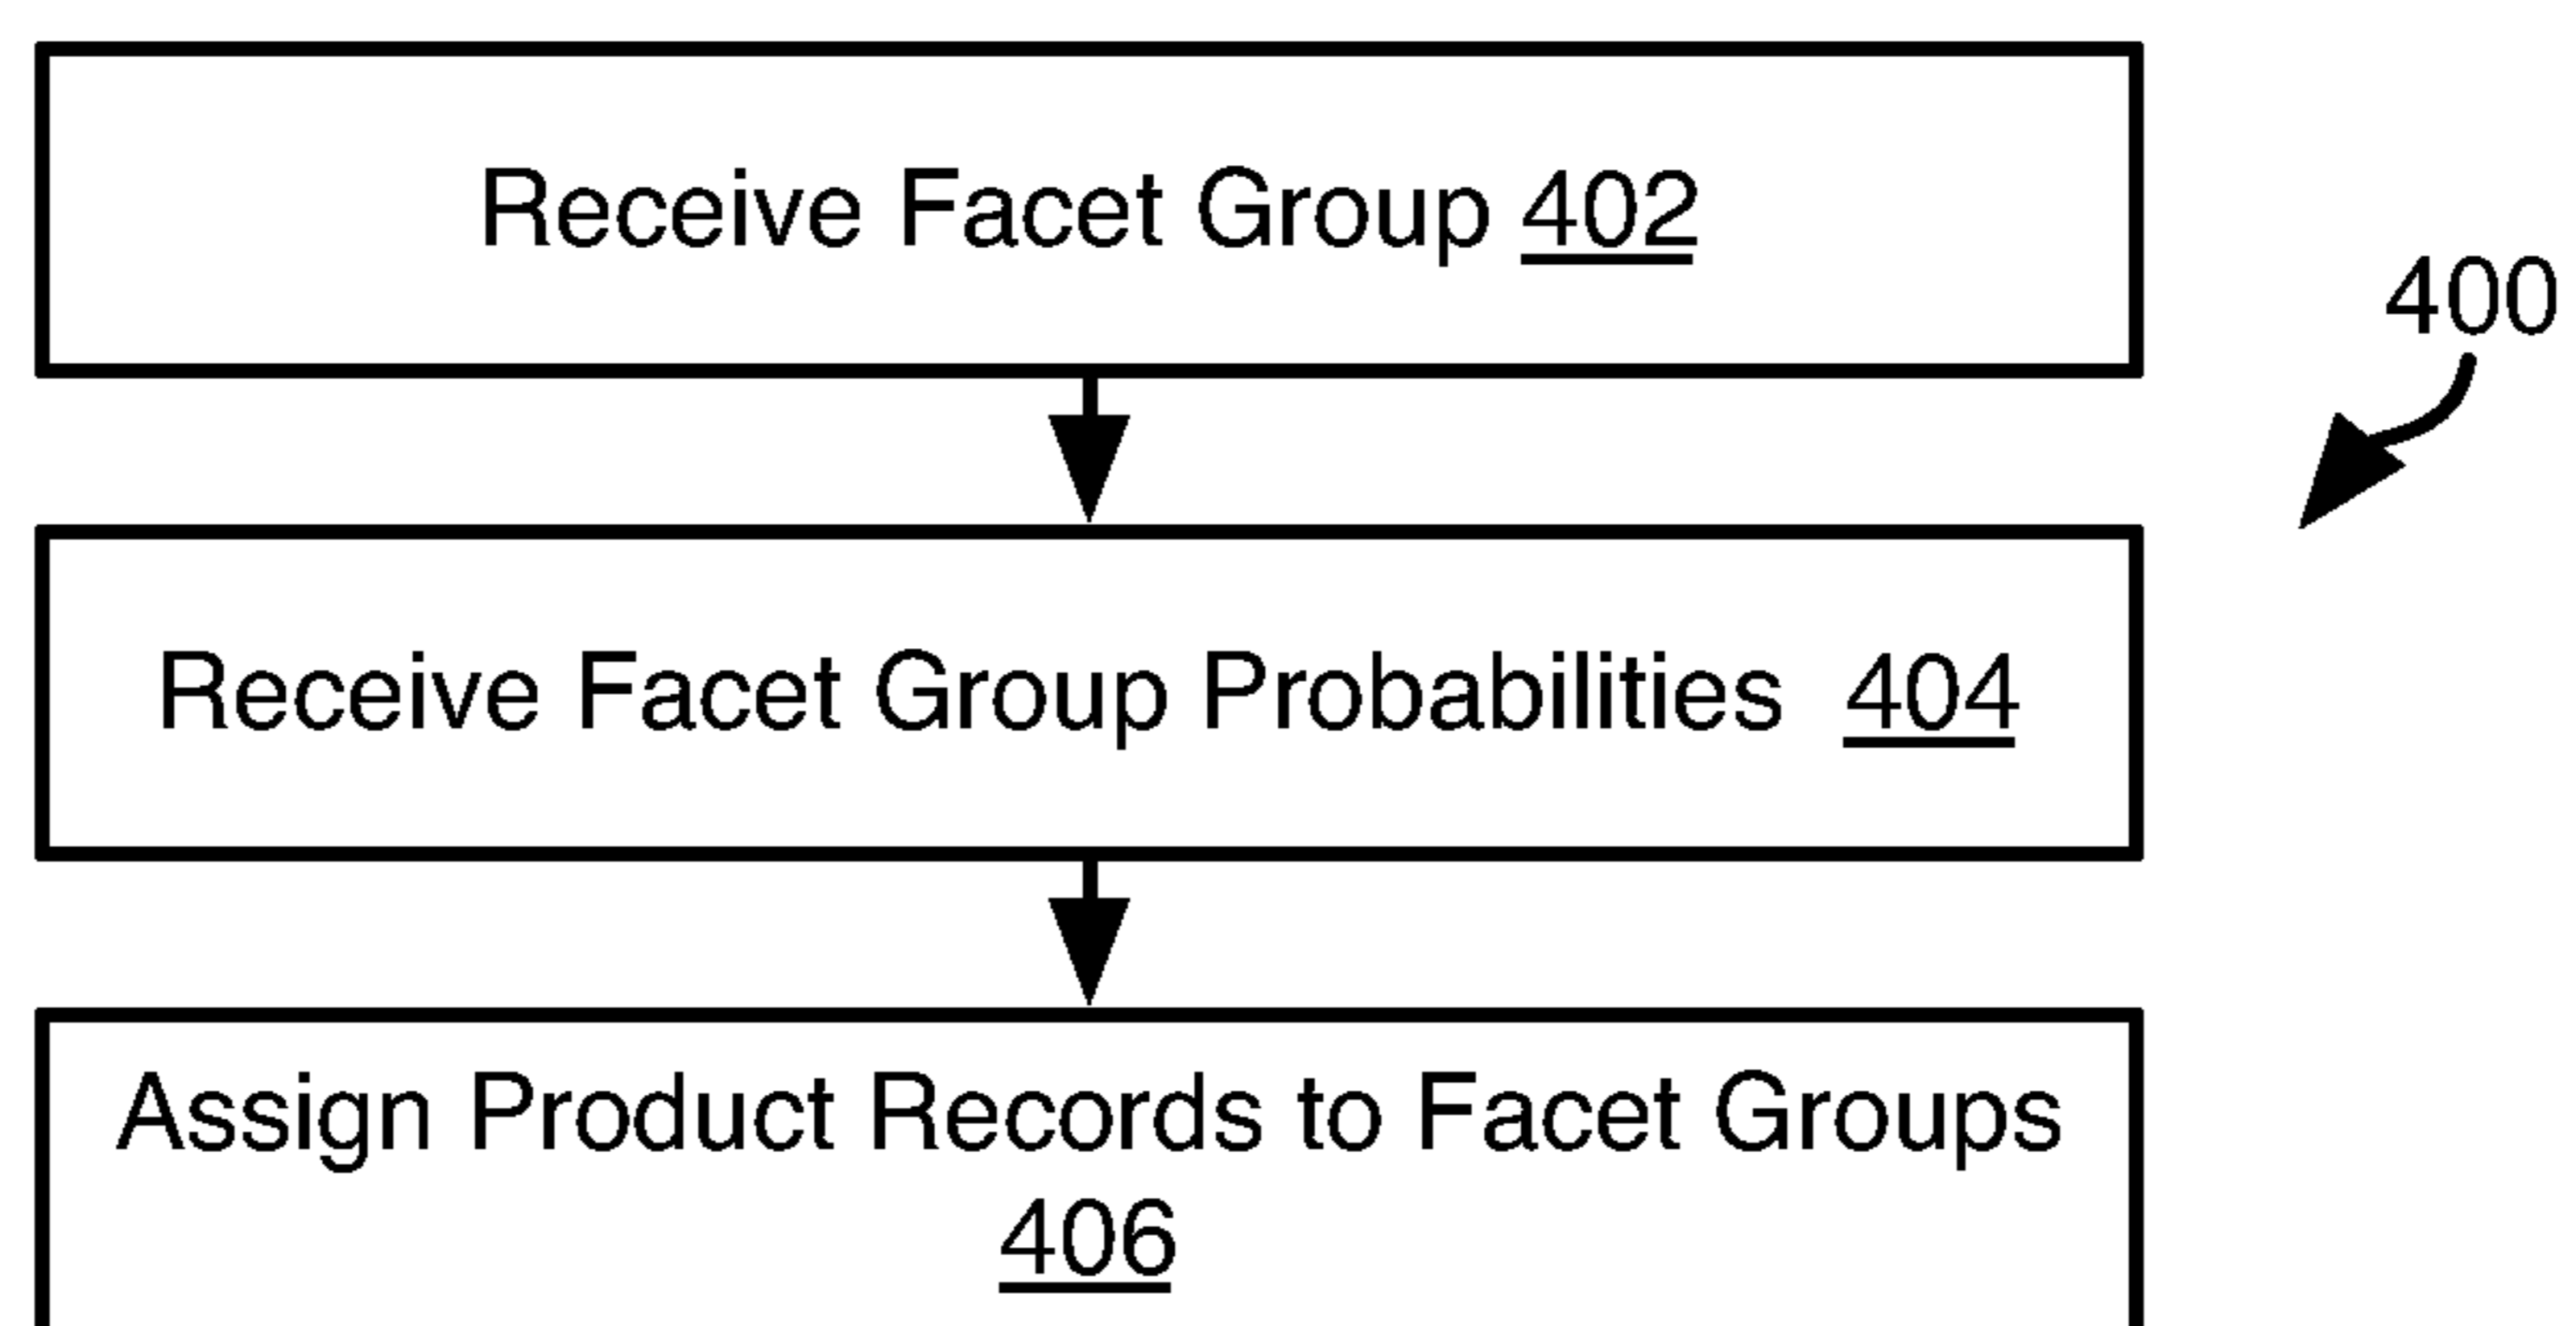 Receive Facet Group 402
400
Receive Facet Group Probabilities 404
Assign Product Records to Facet Groups
406